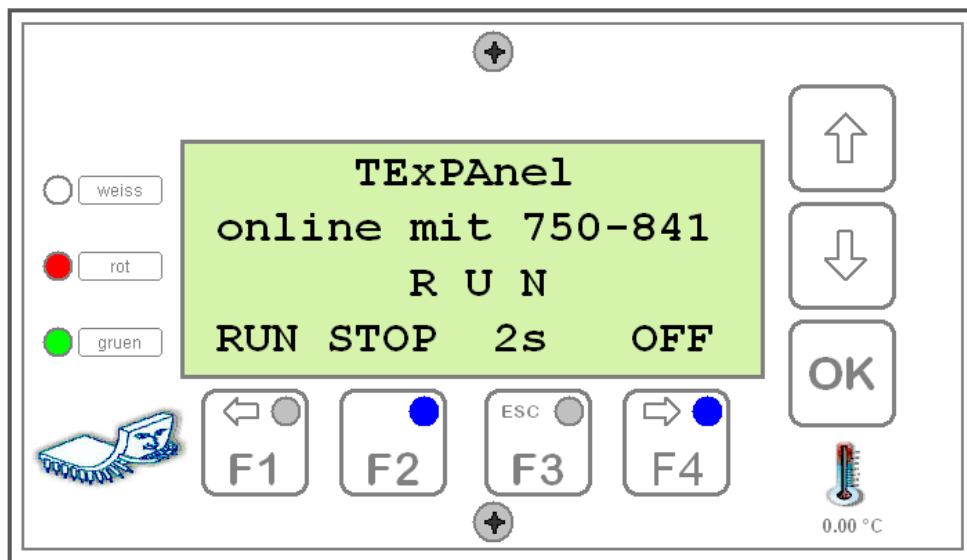 TExPAnel
online mit 750-841
R U N
RUN STOP 2s OFF
weiss
rot
gruen
ESC
F1 F2 F3 F4
OK
0.00 °C